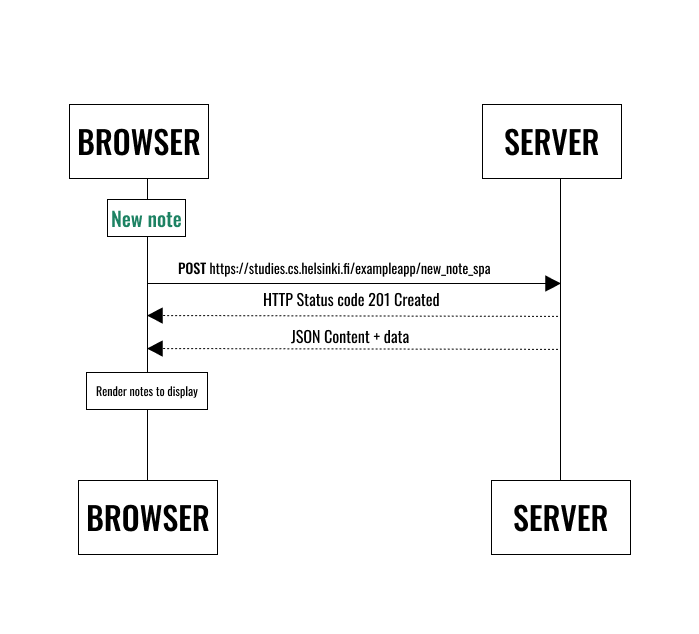 BROWSER
SERVER
New note
POST https://studies.cs.helsinki.fi/exampleapp/new_note_spa
HTTP Status code 201 Created
JSON Content + data
Render notes to display
BROWSER
SERVER